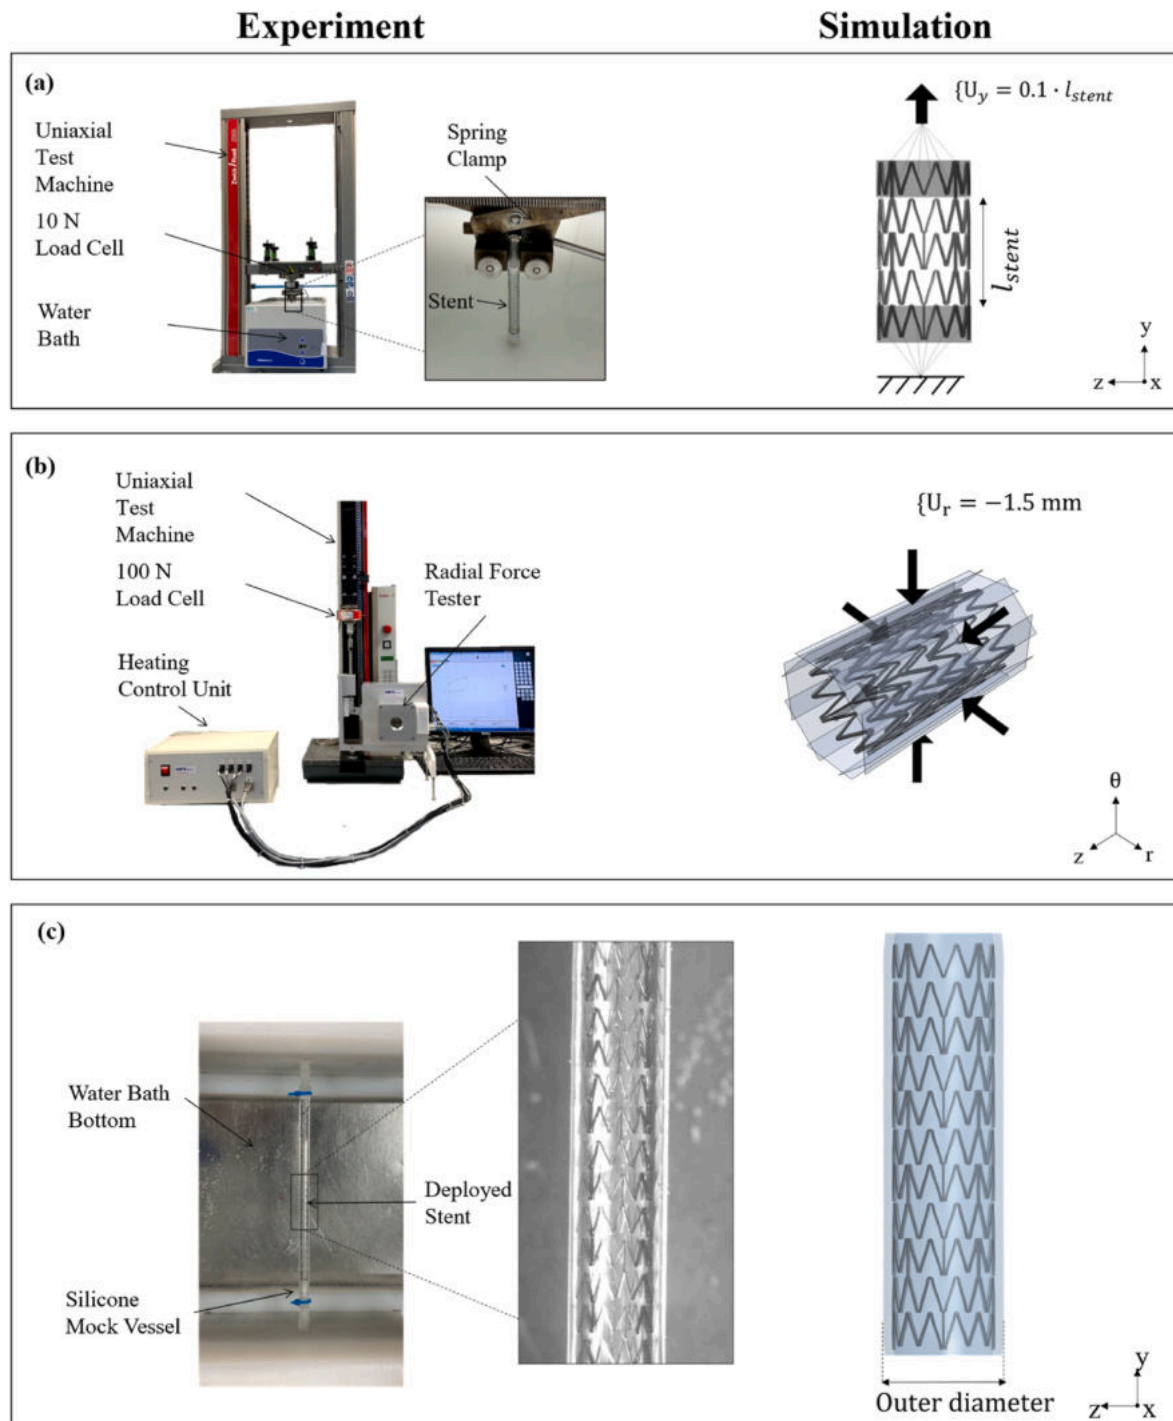 Experiment
Simulation
(a)
Uniaxial
Test
Machine
10 N
Load Cell
Water
Bath
Spring
Clamp
Stent
{U_y = 0.1 · l_stent
l_stent
y
z
x
(b)
Uniaxial
Test
Machine
100 N
Load Cell
Heating
Control Unit
Radial Force
Tester
{U_r = −1.5 mm
θ
z
r
(c)
Water Bath
Bottom
Deployed
Stent
Silicone
Mock Vessel
Outer diameter
y
z
x